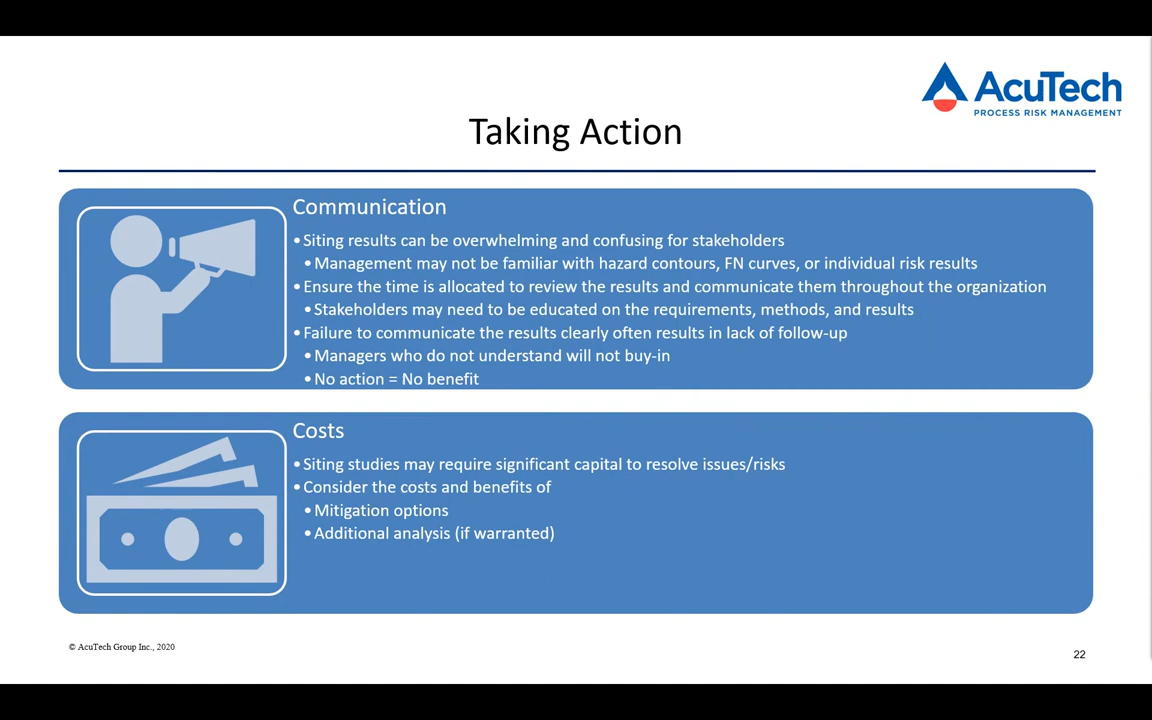 AcuTech
PROCESS RISK MANAGEMENT
Taking Action
Communication
•Siting results can be overwhelming and confusing for stakeholders
•Management may not be familiar with hazard contours, FN curves, or individual risk results
•Ensure the time is allocated to review the results and communicate them throughout the organization
•Stakeholders may need to be educated on the requirements, methods, and results
•Failure to communicate the results clearly often results in lack of follow-up
•Managers who do not understand will not buy-in
•No action = No benefit
Costs
•Siting studies may require significant capital to resolve issues/risks
•Consider the costs and benefits of
•Mitigation options
•Additional analysis (if warranted)
© AcuTech Group Inc., 2020
22